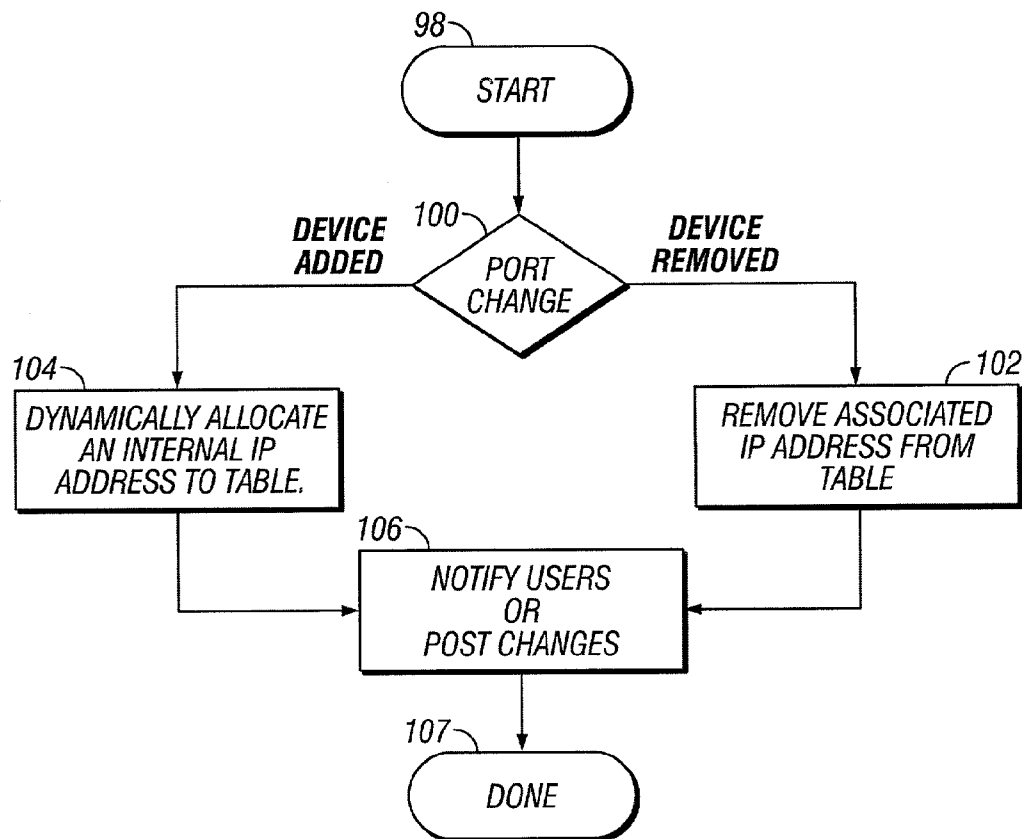 98
START
100
DEVICE
ADDED
DEVICE
REMOVED
PORT
CHANGE
104
DYNAMICALLY ALLOCATE
AN INTERNAL IP
ADDRESS TO TABLE.
102
REMOVE ASSOCIATED
IP ADDRESS FROM
TABLE
106
NOTIFY USERS
OR
POST CHANGES
107
DONE